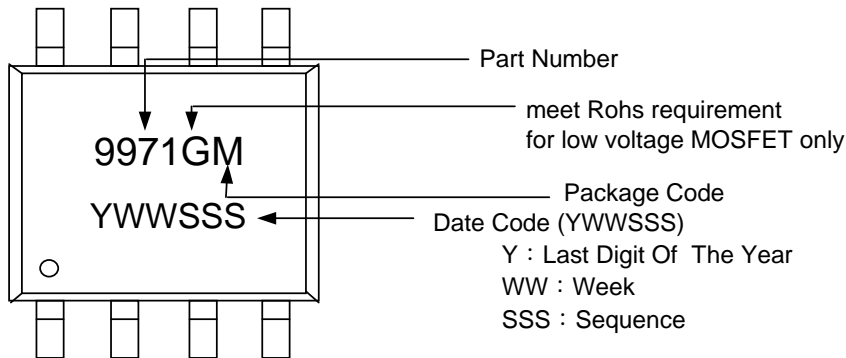 Part Number
meet Rohs requirement
for low voltage MOSFET only
9971GM
Package Code
YWWSSS
Date Code (YWWSSS)
Y：Last Digit Of The Year
WW：Week
SSS：Sequence